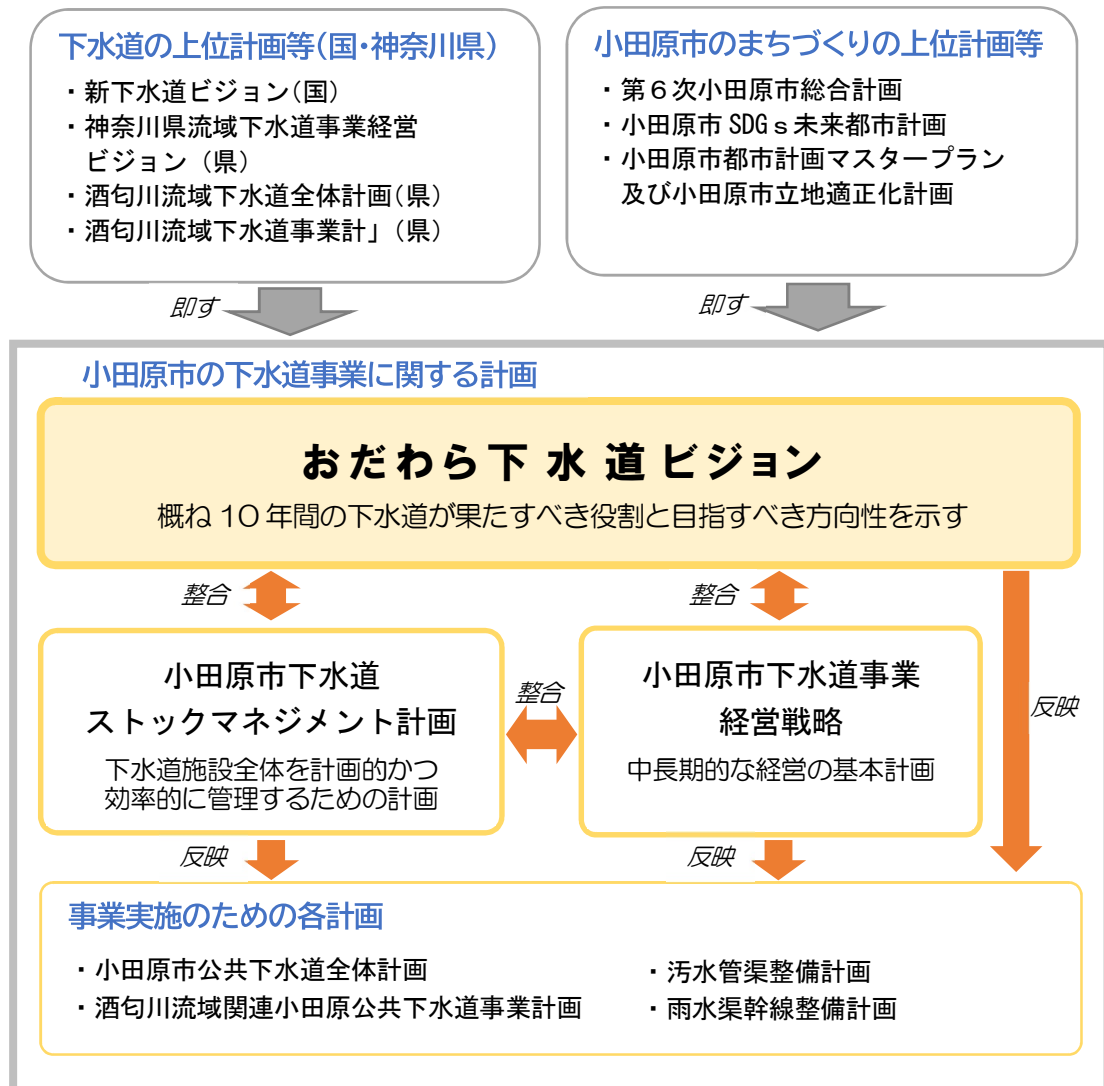 下水道の上位計画等(国・神奈川県)
・新下水道ビジョン(国)
・神奈川県流域下水道事業経営
ビジョン(県)
・酒匂川流域下水道全体計画(県)
・酒匂川流域下水道事業計」(県)
小田原市のまちづくりの上位計画等
・第6次小田原市総合計画
・小田原市 SDGs未来都市計画
・小田原市都市計画マスタープラン
及び小田原市立地適正化計画
即す
即す
小田原市の下水道事業に関する計画
おだわら下水道ビジョン
概ね 10 年間の下水道が果たすべき役割と目指すべき方向性を示す
整合
整合
反映
小田原市下水道
ストックマネジメント計画
下水道施設全体を計画的かつ
効率的に管理するための計画
整合
小田原市下水道事業
経営戦略
中長期的な経営の基本計画
反映
反映
事業実施のための各計画
・小田原市公共下水道全体計画
・酒匂川流域関連小田原公共下水道事業計画
・汚水管渠整備計画
・雨水渠幹線整備計画